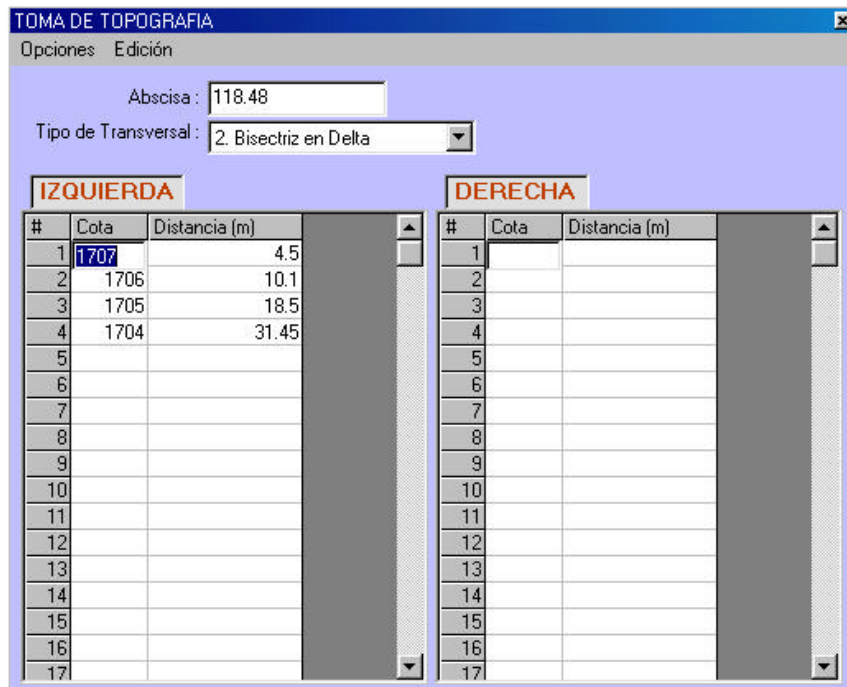 TOMA DE TOPOGRAFIA
Opciones Edición
Abscisa : 118.48
Tipo de Transversal : 2. Bisectriz en Delta
IZQUIERDA DERECHA
# Cota Distancia (m) # Cota Distancia (m)
1 1707 4.5 1
2 1706 10.1 2
3 1705 18.5 3
4 1704 31.45 4
5 5
6 6
7 7
8 8
9 9
10 10
11 11
12 12
13 13
14 14
15 15
16 16
17 17